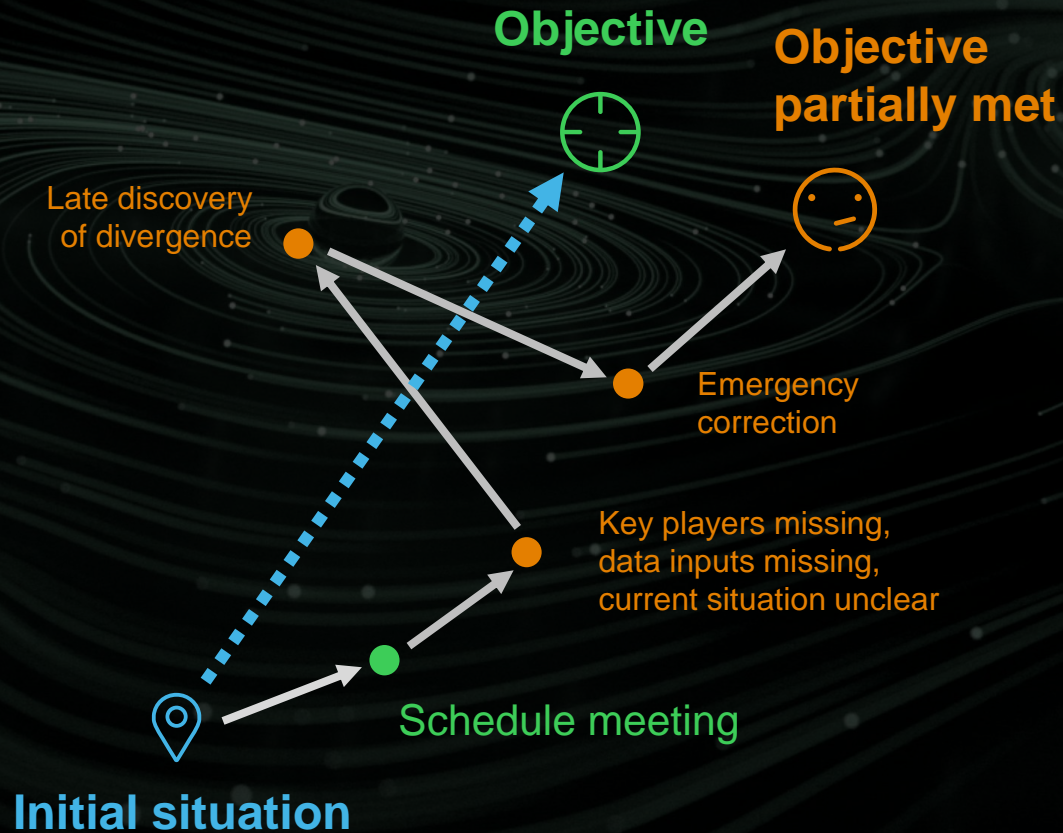 Objective
Objective
partially met
Late discovery
of divergence
Emergency
correction
Key players missing,
data inputs missing,
current situation unclear
Schedule meeting
Initial situation